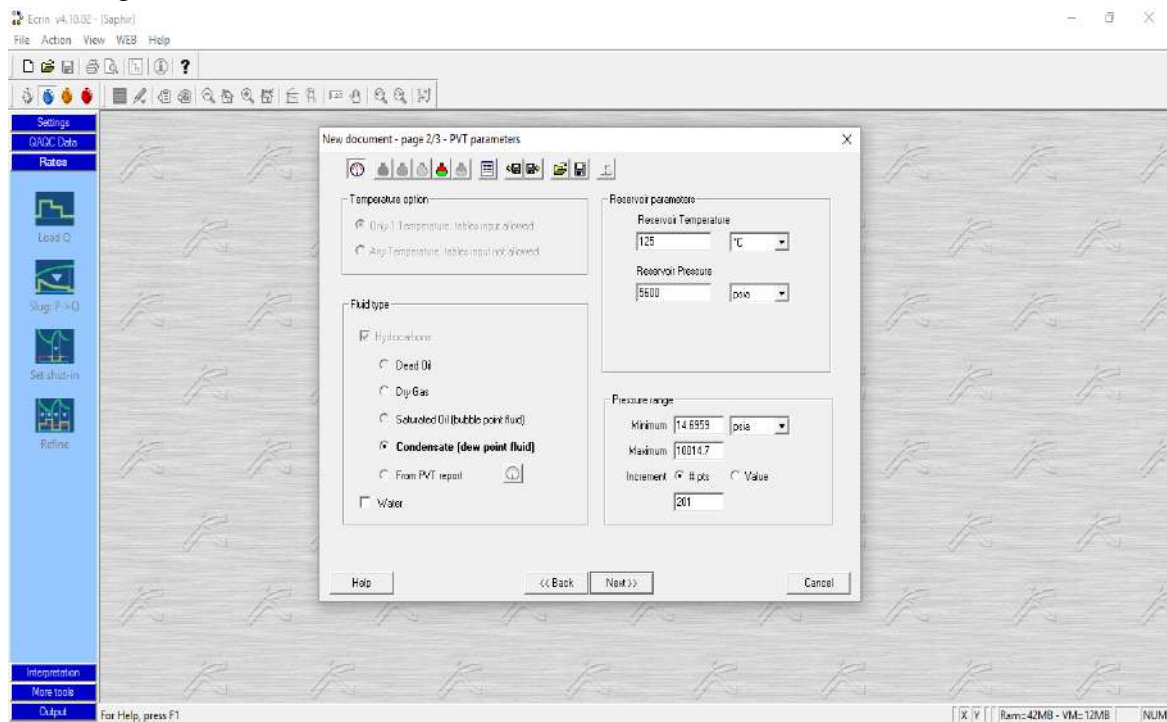 Ecrin v4.10.02 - [Saphir]
File Action View WEB Help
Settings
QAQC Data
Rates
Load Q
Slug: P->Q
Set shut-in
Refine
Interpretation
More tools
Output
New document - page 2/3 - PVT parameters
Temperature option
Only 1 Temperature, tables input allowed
Any Temperature, tables input not allowed
Fluid type
Hydrocarbons
Dead Oil
Dry Gas
Saturated Oil (bubble point fluid)
Condensate (dew point fluid)
From PVT report
Water
Reservoir parameters
Reservoir Temperature
125 °C
Reservoir Pressure
5600 psia
Pressure range
Minimum 14.6959 psia
Maximum 10014.7
Increment # pts Value
201
Help << Back Next >> Cancel
For Help, press F1
X Y Ram=42MB - VM=12MB NUM